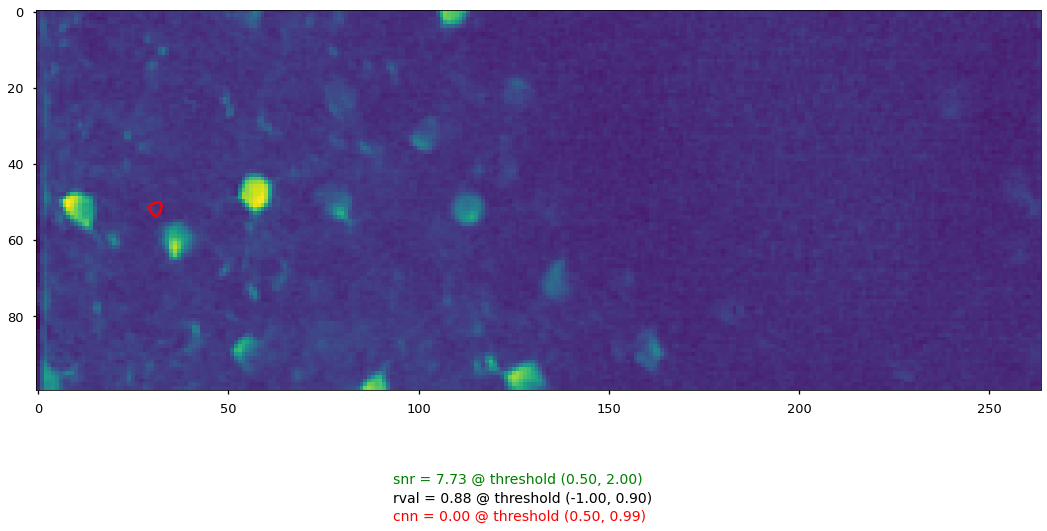 0
20
40
60
80
0 50 100 150 200 250
snr = 7.73 @ threshold (0.50, 2.00)
rval = 0.88 @ threshold (-1.00, 0.90)
cnn = 0.00 @ threshold (0.50, 0.99)